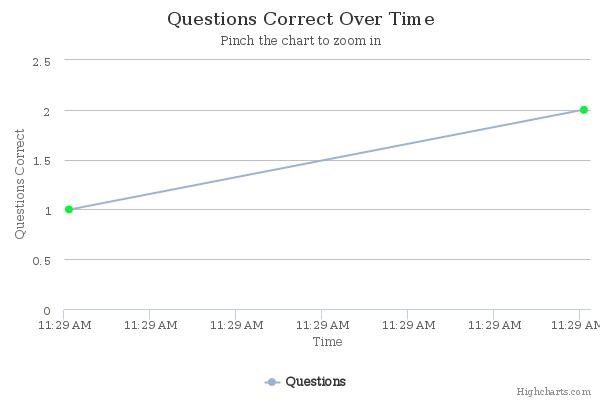 Questions Correct Over Time
Pinch the chart to zoom in
Questions Correct
2.5
2
1.5
1
0.5
0
11:29 AM 11:29 AM 11:29 AM 11:29 AM 11:29 AM 11:29 AM 11:29 AM
Time
Questions
Highcharts.com